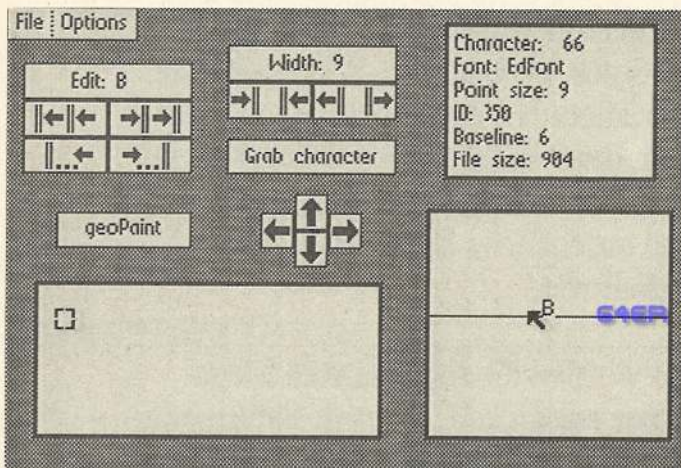 File Options
Edit: B
Width: 9
Grab character
geoPaint
Character: 66
Font: EdFont
Point size: 9
ID: 350
Baseline: 6
File size: 904
B
64ER